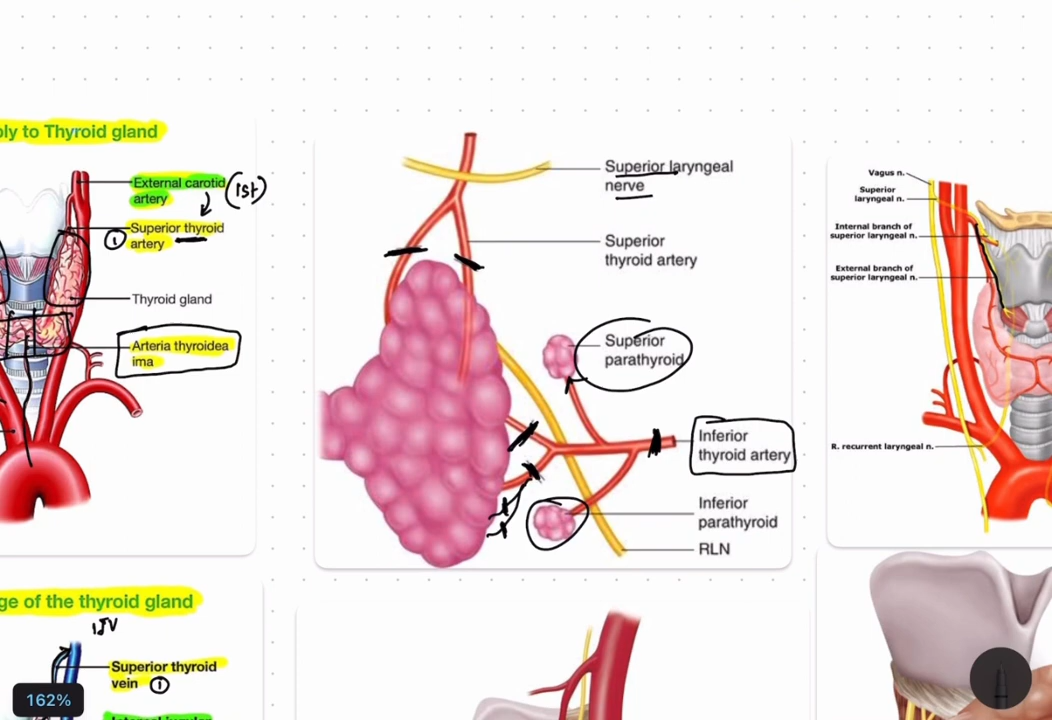 ply to Thyroid gland
External carotid
artery
(1st)
Superior thyroid
artery
1
Thyroid gland
Arteria thyroidea
ima
Superior laryngeal
nerve
Superior
thyroid artery
Superior
parathyroid
Inferior
thyroid artery
Inferior
parathyroid
RLN
Vagus n.
Superior
laryngeal n.
Internal branch of
superior laryngeal n.
External branch of
superior laryngeal n.
R. recurrent laryngeal n.
ge of the thyroid gland
IJV
Superior thyroid
vein 1
162%